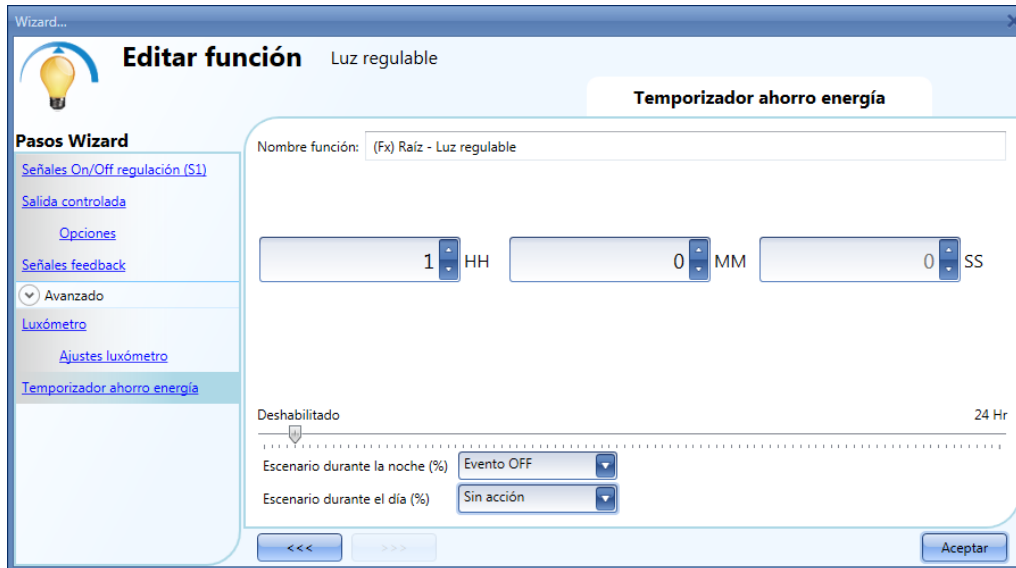 Wizard...
Editar función Luz regulable
Temporizador ahorro energía
Pasos Wizard
Señales On/Off regulación (S1)
Salida controlada
Opciones
Señales feedback
Avanzado
Luxómetro
Ajustes luxómetro
Temporizador ahorro energía
Nombre función: (Fx) Raíz - Luz regulable
1 HH 0 MM 0 SS
Deshabilitado 24 Hr
Escenario durante la noche (%) Evento OFF
Escenario durante el día (%) Sin acción
<<< >>> Aceptar